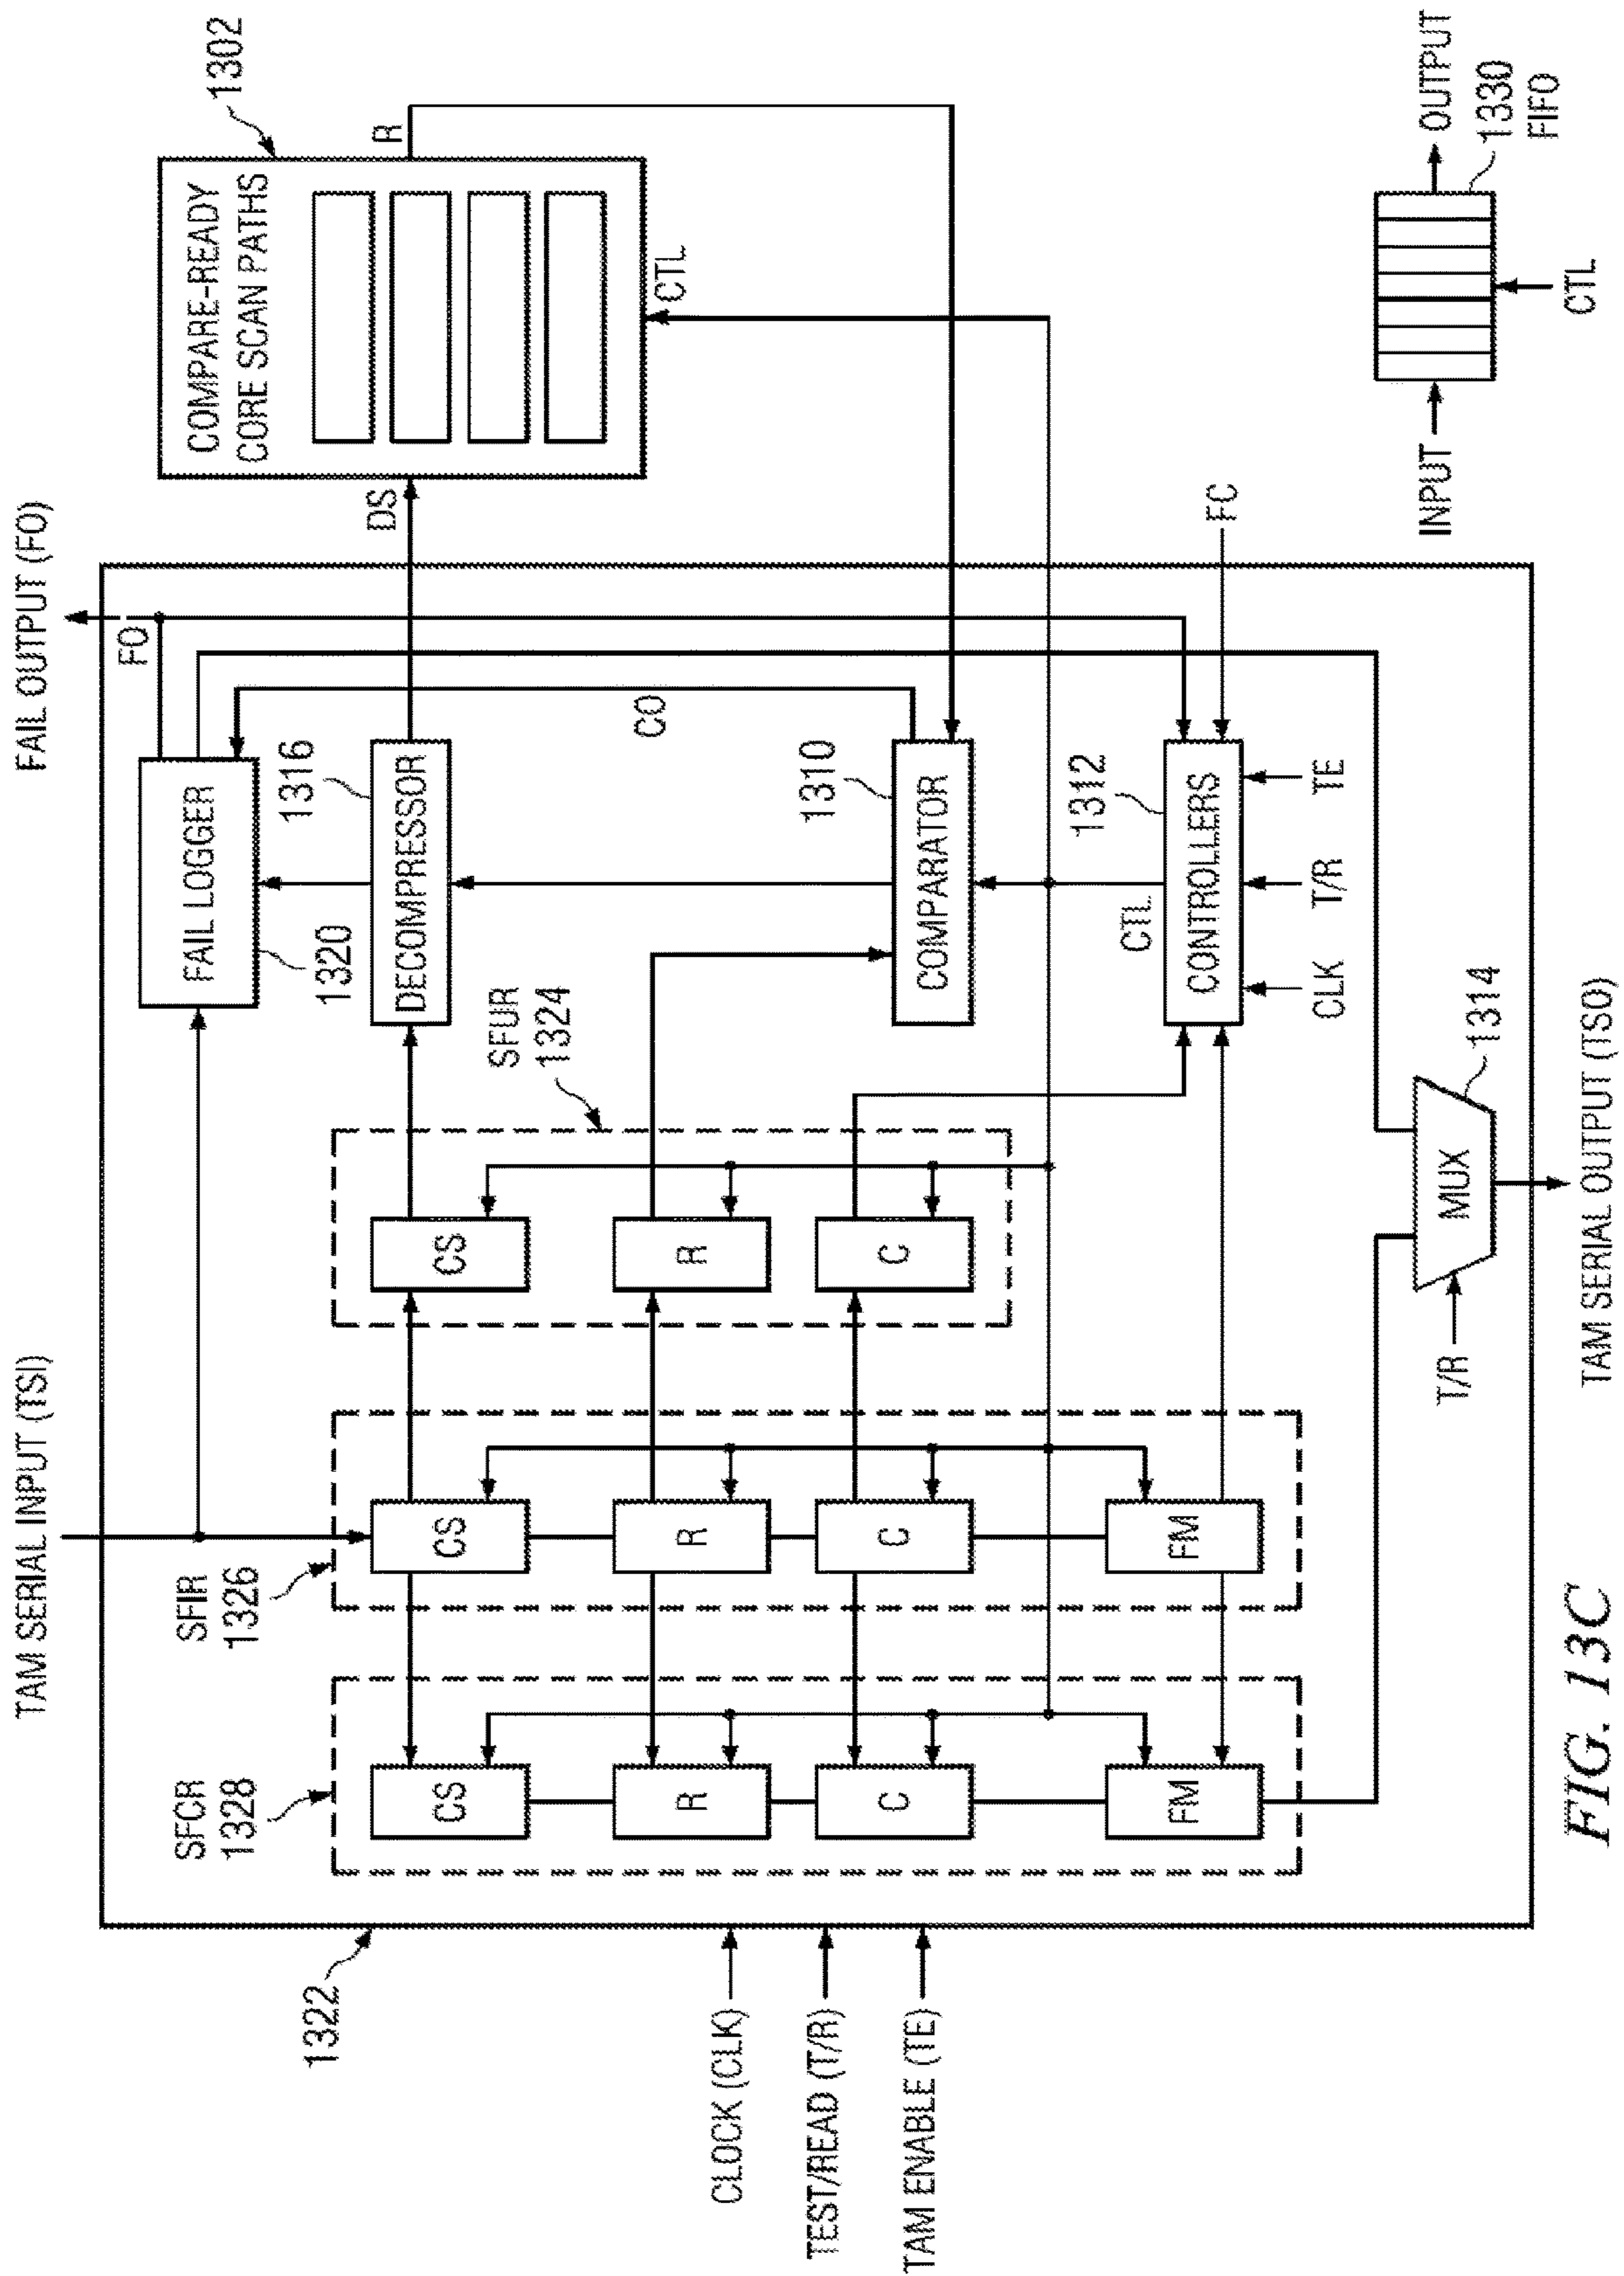 TAM SERIAL INPUT (TSI)
FAIL OUTPUT (FO)
1322
SFCR
1328
SFIR
1326
SFUR
1324
FAIL LOGGER
1320
FO
CS
CS
CS
DECOMPRESSOR
1316
DS
COMPARE-READY
CORE SCAN PATHS
1302
R
CTL
CLOCK (CLK)
TEST/READ (T/R)
TAM ENABLE (TE)
R
R
R
CO
C
C
C
COMPARATOR
1310
FM
FM
CTL
CONTROLLERS
1312
FC
CLK
T/R
TE
T/R
MUX
1314
TAM SERIAL OUTPUT (TSO)
INPUT
OUTPUT
1330
FIFO
CTL
FIG. 13C